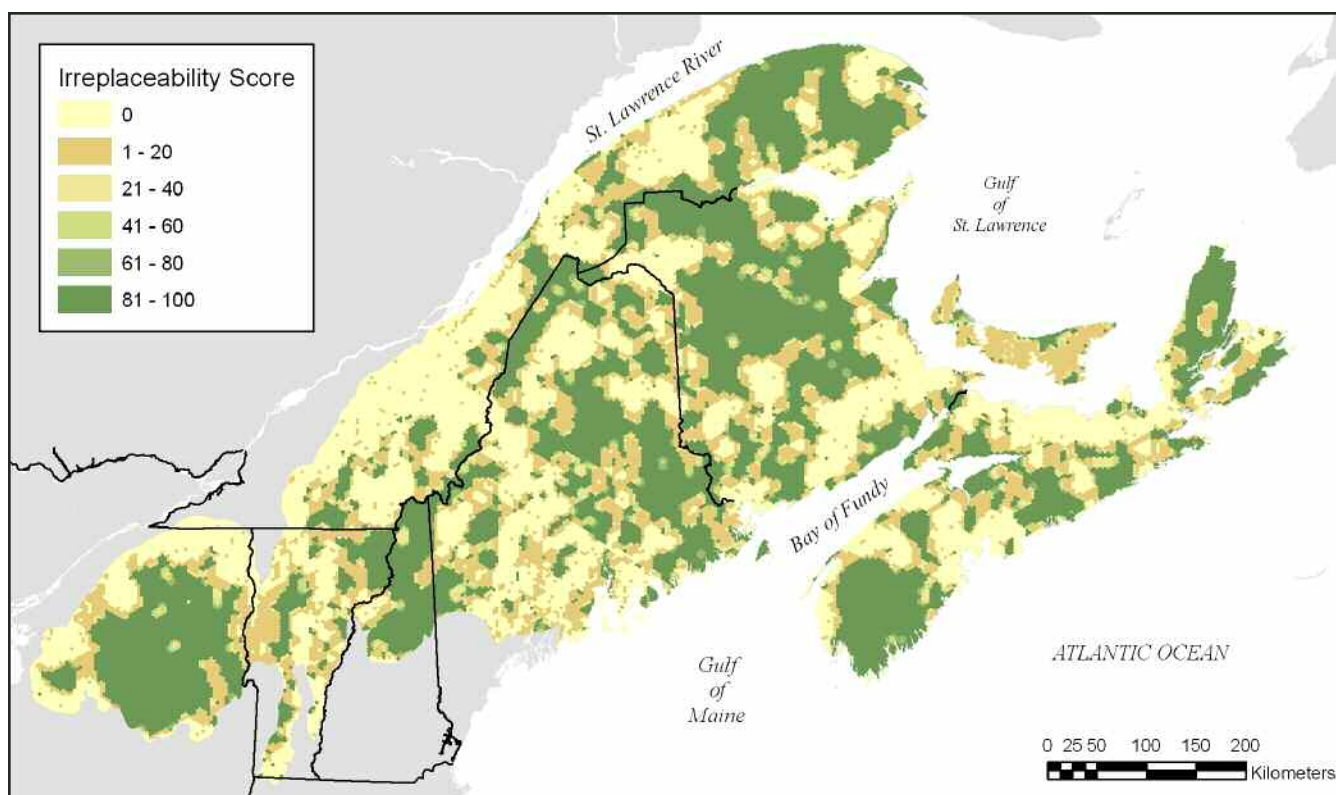 Irreplaceability Score
0
1 - 20
21 - 40
41 - 60
61 - 80
81 - 100
St. Lawrence River
Gulf
of
St. Lawrence
Bay of Fundy
Gulf
of
Maine
ATLANTIC OCEAN
0 25 50 100 150 200
Kilometers